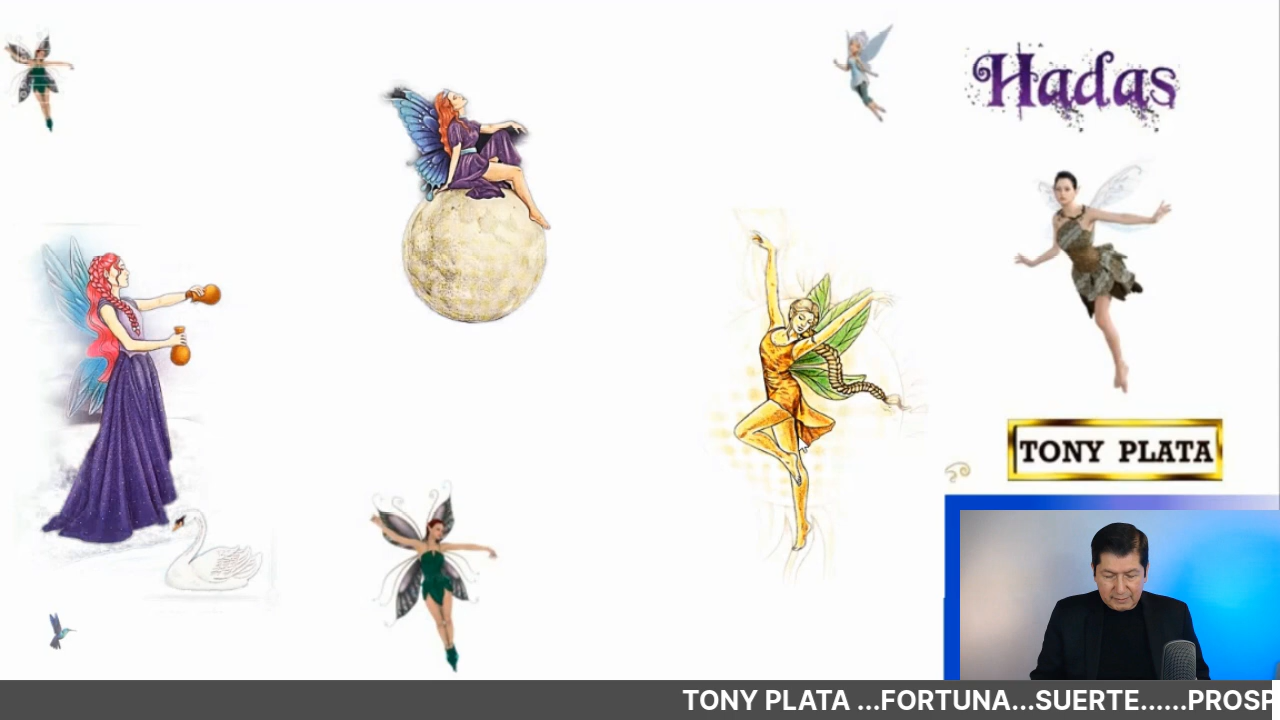 Hadas
TONY PLATA
TONY PLATA ...FORTUNA...SUERTE......PROSP